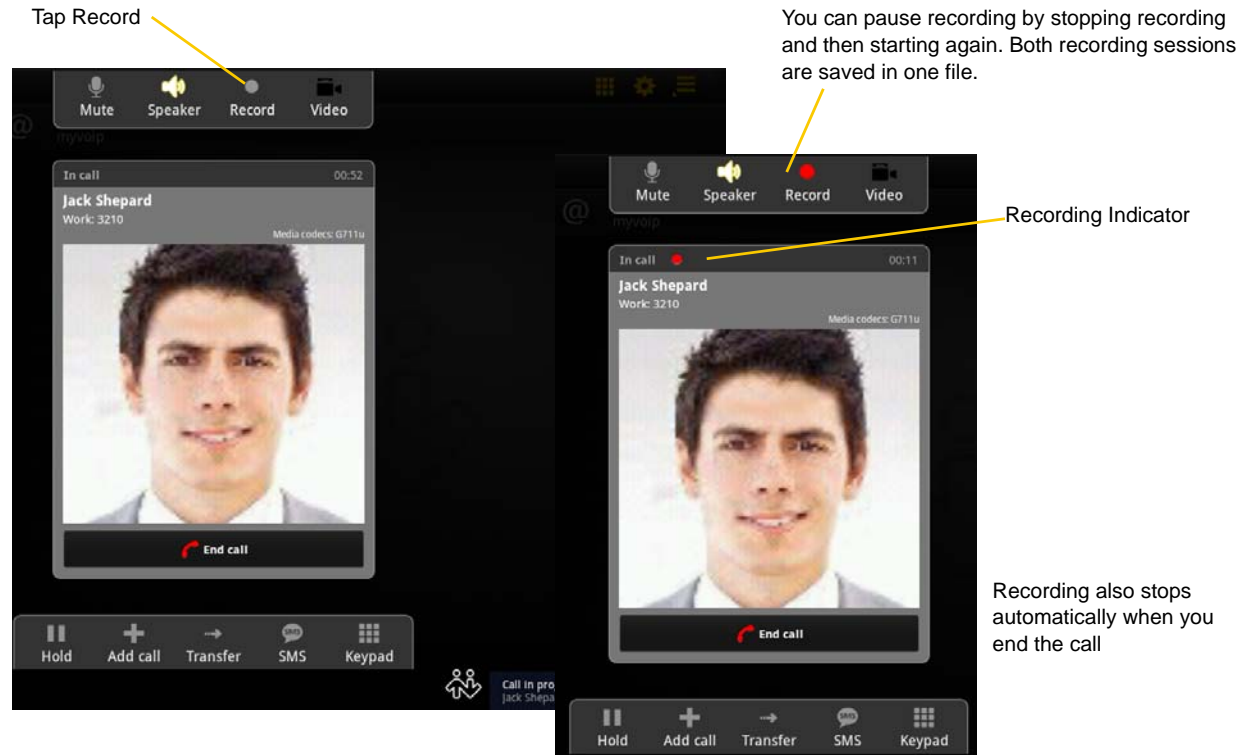 Tap Record
You can pause recording by stopping recording
and then starting again. Both recording sessions
are saved in one file.
Mute Speaker Record Video
@ myvoip
In call 00:52
Jack Shepard
Work: 3210
Media codecs: G711u
End call
Hold Add call Transfer SMS Keypad
Call in pro
Jack Shepa
Mute Speaker Record Video
@ myvoip
Recording Indicator
In call 00:11
Jack Shepard
Work: 3210
Media codecs: G711u
End call
Recording also stops
automatically when you
end the call
Hold Add call Transfer SMS Keypad